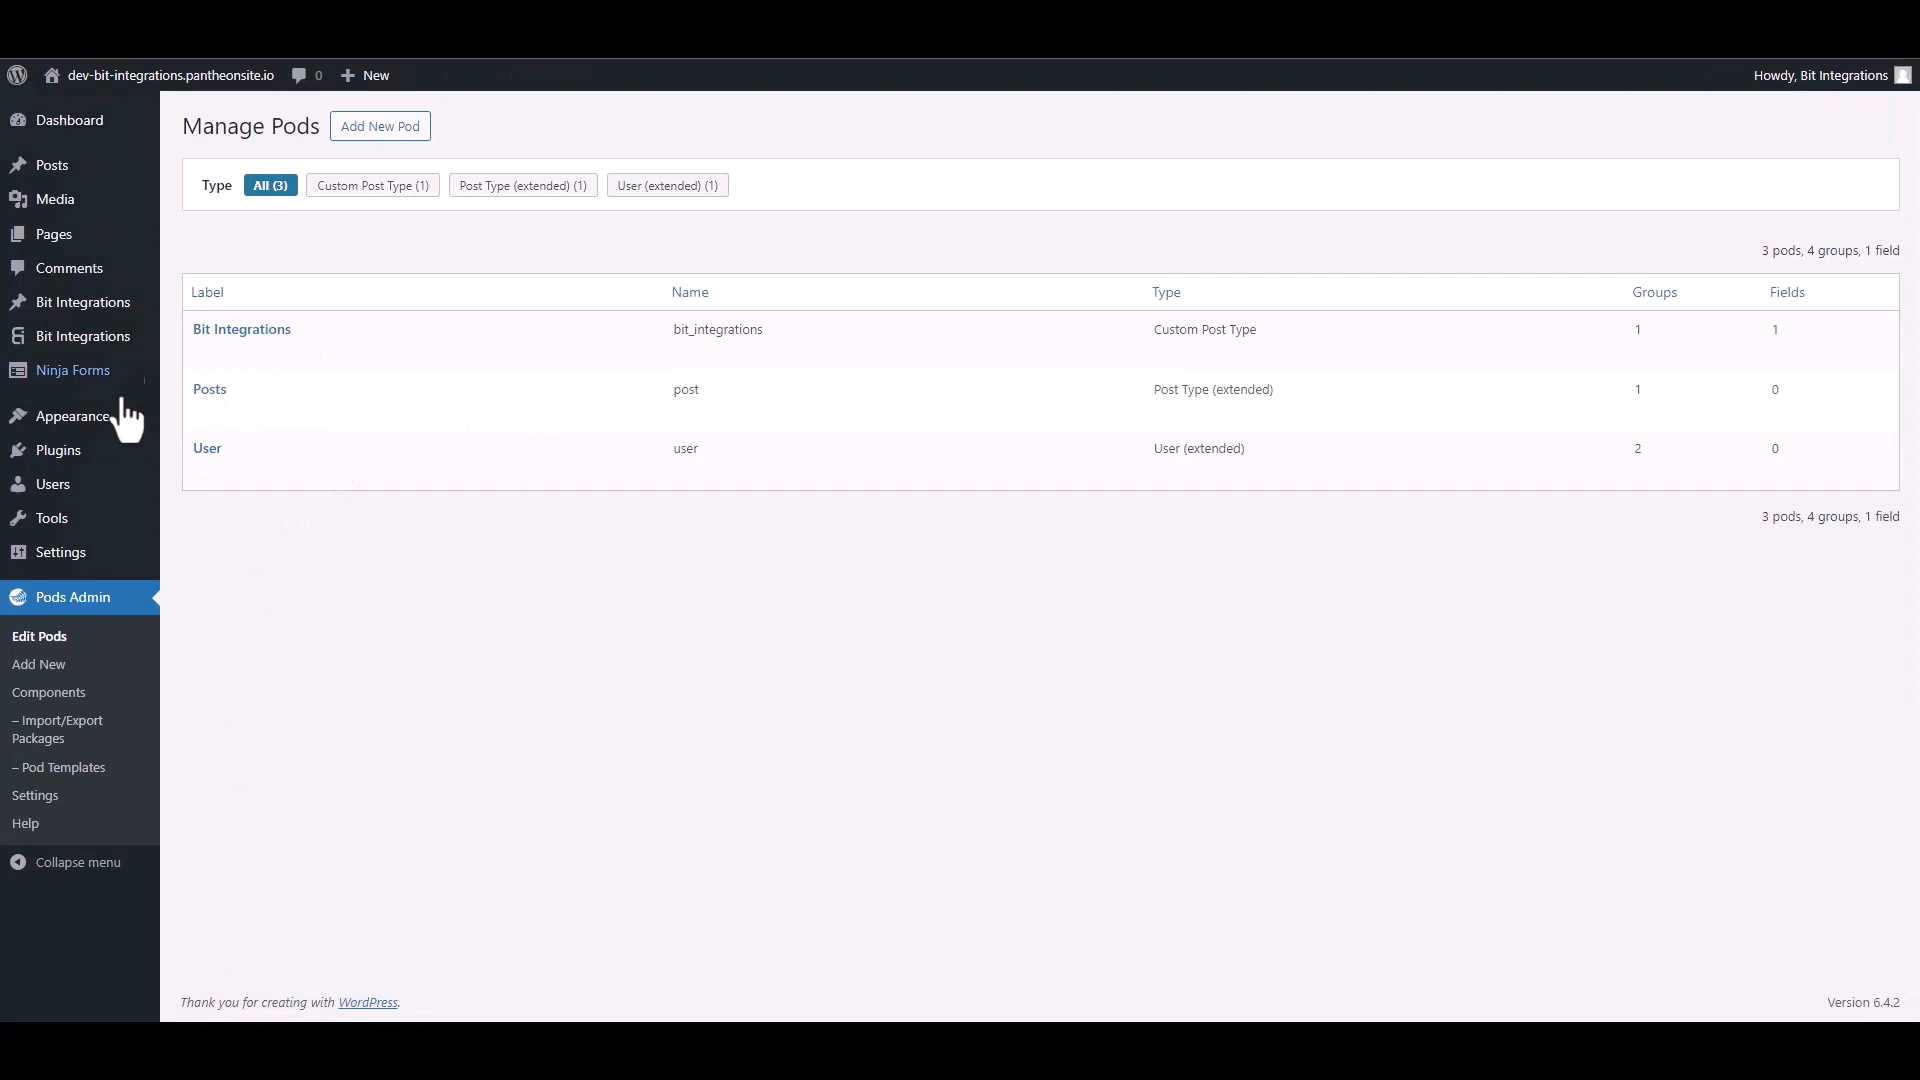 dev-bit-integrations.pantheonsite.io 0 New Howdy, Bit Integrations
Dashboard
Posts
Media
Pages
Comments
Bit Integrations
Bit Integrations
Ninja Forms
Appearance
Plugins
Users
Tools
Settings
Pods Admin
Edit Pods
Add New
Components
– Import/Export
Packages
– Pod Templates
Settings
Help
Collapse menu
Manage Pods Add New Pod
Type All (3) Custom Post Type (1) Post Type (extended) (1) User (extended) (1)
3 pods, 4 groups, 1 field
Label Name Type Groups Fields
Bit Integrations bit_integrations Custom Post Type 1 1
Posts post Post Type (extended) 1 0
User user User (extended) 2 0
3 pods, 4 groups, 1 field
Thank you for creating with WordPress. Version 6.4.2